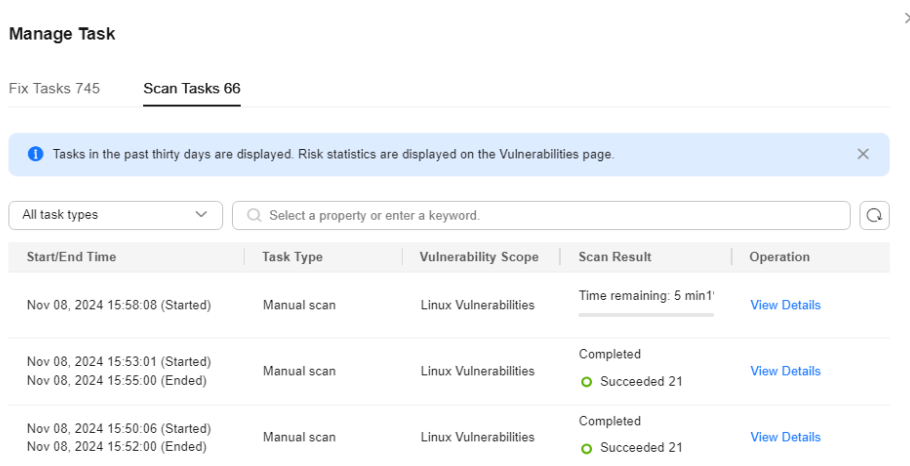 Manage Task
Fix Tasks 745 Scan Tasks 66
Tasks in the past thirty days are displayed. Risk statistics are displayed on the Vulnerabilities page.
All task types Select a property or enter a keyword.
Start/End Time Task Type Vulnerability Scope Scan Result Operation
Nov 08, 2024 15:58:08 (Started) Manual scan Linux Vulnerabilities Time remaining: 5 min View Details
Nov 08, 2024 15:53:01 (Started)
Nov 08, 2024 15:55:00 (Ended)
Manual scan Linux Vulnerabilities
Completed
Succeeded 21
View Details
Nov 08, 2024 15:50:06 (Started)
Nov 08, 2024 15:52:00 (Ended)
Manual scan Linux Vulnerabilities
Completed
Succeeded 21
View Details